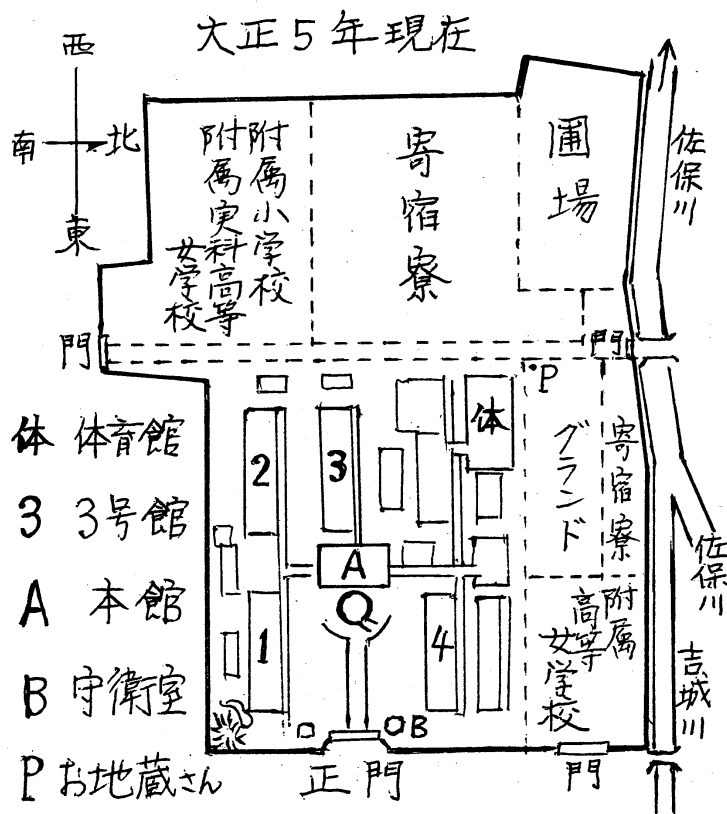 大正5年現在
西
南
北
東
附属小学校
附属実科高等
女学校
寄宿寮
圃場
佐保川
門
門
P
体
2
3
グランド
寄宿寮
A
佐保川
1
4
附属
高等
女学校
吉城川
B
正門
門
体 体育館
3 3号館
A 本館
B 守衛室
P お地蔵さん